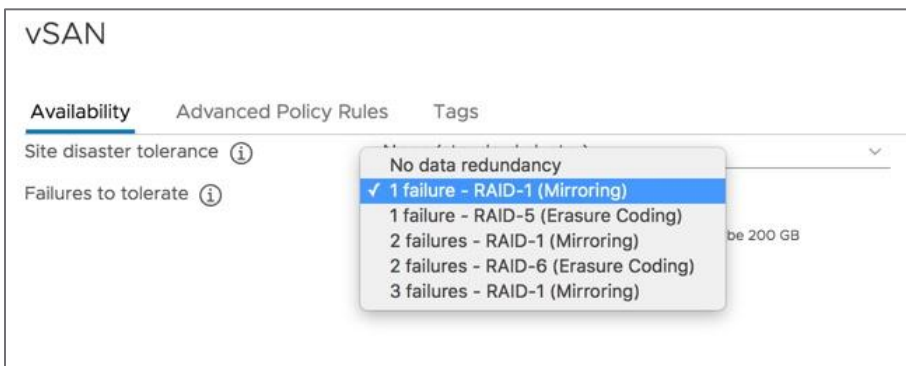 vSAN
Availability Advanced Policy Rules Tags
Site disaster tolerance
No data redundancy
Failures to tolerate
✓ 1 failure - RAID-1 (Mirroring)
1 failure - RAID-5 (Erasure Coding)
2 failures - RAID-1 (Mirroring)
be 200 GB
2 failures - RAID-6 (Erasure Coding)
3 failures - RAID-1 (Mirroring)